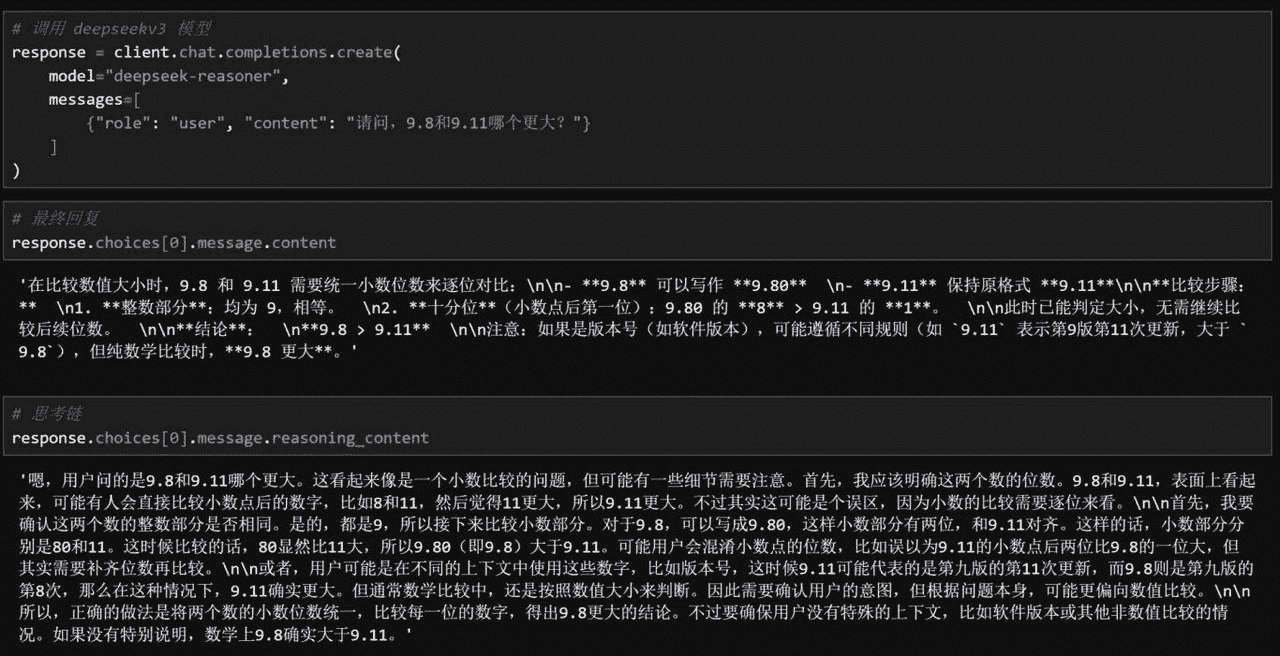 # 调用 deepseekv3 模型
response = client.chat.completions.create(
    model="deepseek-reasoner",
    messages=[
        {"role": "user", "content": "请问，9.8和9.11哪个更大？"}
    ]
)
# 最终回复
response.choices[0].message.content
'在比较数值大小时，9.8 和 9.11 需要统一小数位数来逐位对比：\n\n- **9.8** 可以写作 **9.80**  \n- **9.11** 保持原格式 **9.11**\n\n**比较步骤：
**  \n1. **整数部分**：均为 9，相等。  \n2. **十分位**（小数点后第一位）：9.80 的 **8** > 9.11 的 **1**。  \n\n此时已能判定大小，无需继续比
较后续位数。  \n\n**结论**：  \n**9.8 > 9.11**  \n\n注意：如果是版本号（如软件版本），可能遵循不同规则（如 `9.11` 表示第9版第11次更新，大于 `
9.8`），但纯数学比较时，**9.8 更大**。'
# 思考链
response.choices[0].message.reasoning_content
'嗯，用户问的是9.8和9.11哪个更大。这看起来像是一个小数比较的问题，但可能有一些细节需要注意。首先，我应该明确这两个数的位数。9.8和9.11，表面上看起
来，可能有人会直接比较小数点后的数字，比如8和11，然后觉得11更大，所以9.11更大。不过其实这可能是个误区，因为小数的比较需要逐位来看。\n\n首先，我要
确认这两个数的整数部分是否相同。是的，都是9，所以接下来比较小数部分。对于9.8，可以写成9.80，这样小数部分有两位，和9.11对齐。这样的话，小数部分分
别是80和11。这时候比较的话，80显然比11大，所以9.80（即9.8）大于9.11。可能用户会混淆小数点的位数，比如误以为9.11的小数点后两位比9.8的一位大，但
其实需要补齐位数再比较。\n\n或者，用户可能是在不同的上下文中使用这些数字，比如版本号，这时候9.11可能代表的是第九版的第11次更新，而9.8则是第九版的
第8次，那么在这种情况下，9.11确实更大。但通常数学比较中，还是按照数值大小来判断。因此需要确认用户的意图，但根据问题本身，可能更偏向数值比较。\n\n
所以，正确的做法是将两个数的小数位数统一，比较每一位的数字，得出9.8更大的结论。不过要确保用户没有特殊的上下文，比如软件版本或其他非数值比较的情
况。如果没有特别说明，数学上9.8确实大于9.11。'